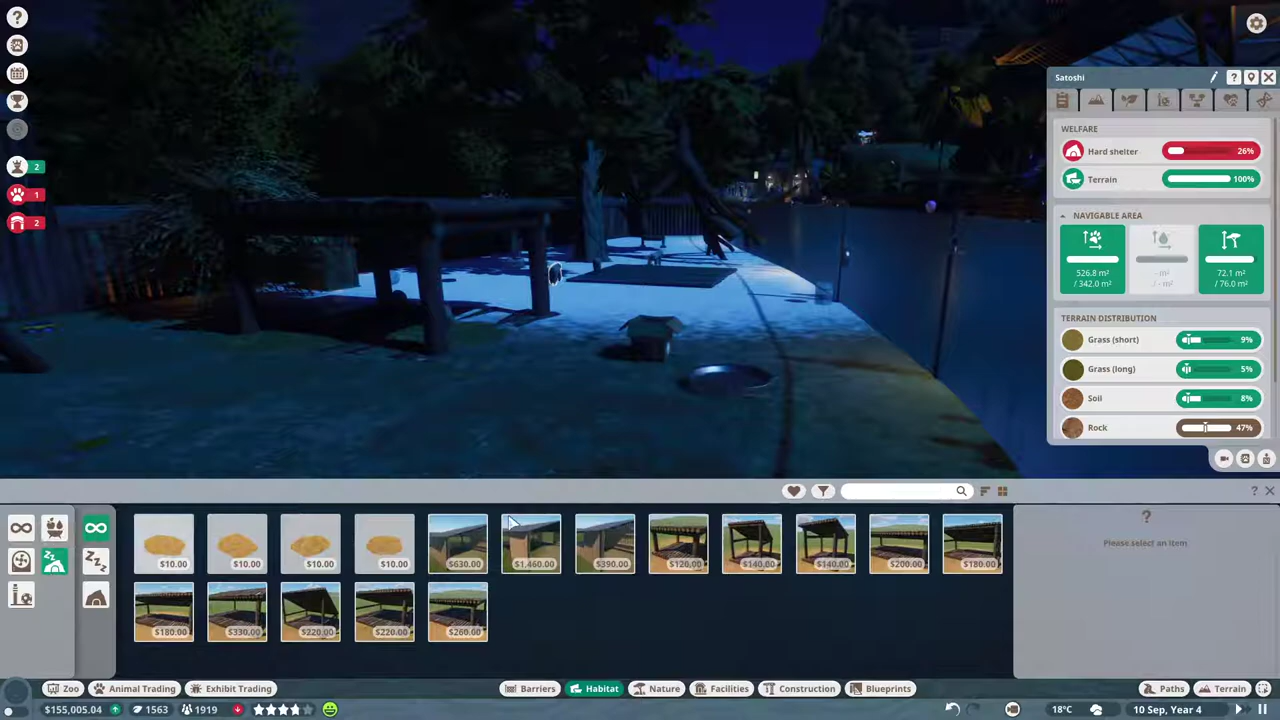 Satoshi
WELFARE
Hard shelter 26%
Terrain 100%
NAVIGABLE AREA
526.8 m² / 342.0 m²
- m² / - m²
72.1 m² / 76.0 m²
TERRAIN DISTRIBUTION
Grass (short) 9%
Grass (long) 5%
Soil 8%
Rock 47%
2
1
2
Please select an item
$10.00 $10.00 $10.00 $10.00 $630.00 $1,460.00 $390.00 $120.00 $140.00 $140.00 $200.00 $180.00
$180.00 $330.00 $220.00 $220.00 $260.00
Zoo Animal Trading Exhibit Trading Barriers Habitat Nature Facilities Construction Blueprints Paths Terrain
$155,005.04 1563 1919 18°C 10 Sep, Year 4